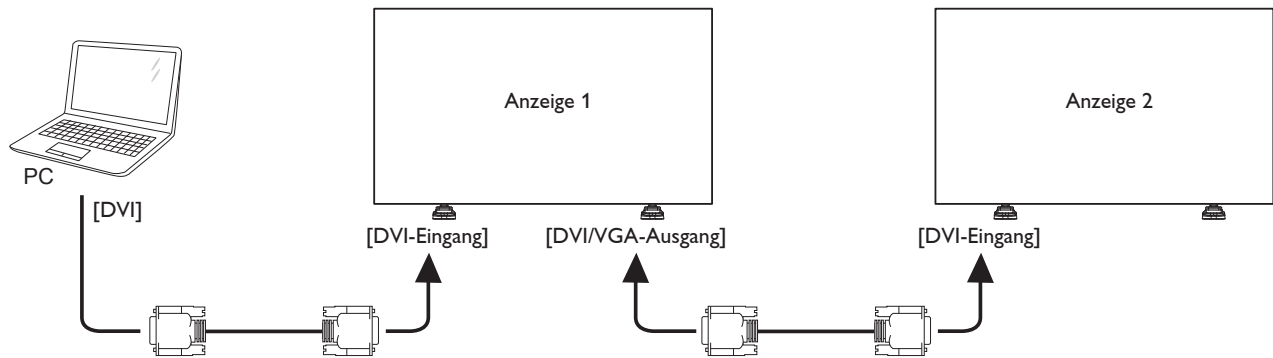 Anzeige 1
Anzeige 2
PC
[DVI]
[DVI-Eingang]
[DVI/VGA-Ausgang]
[DVI-Eingang]